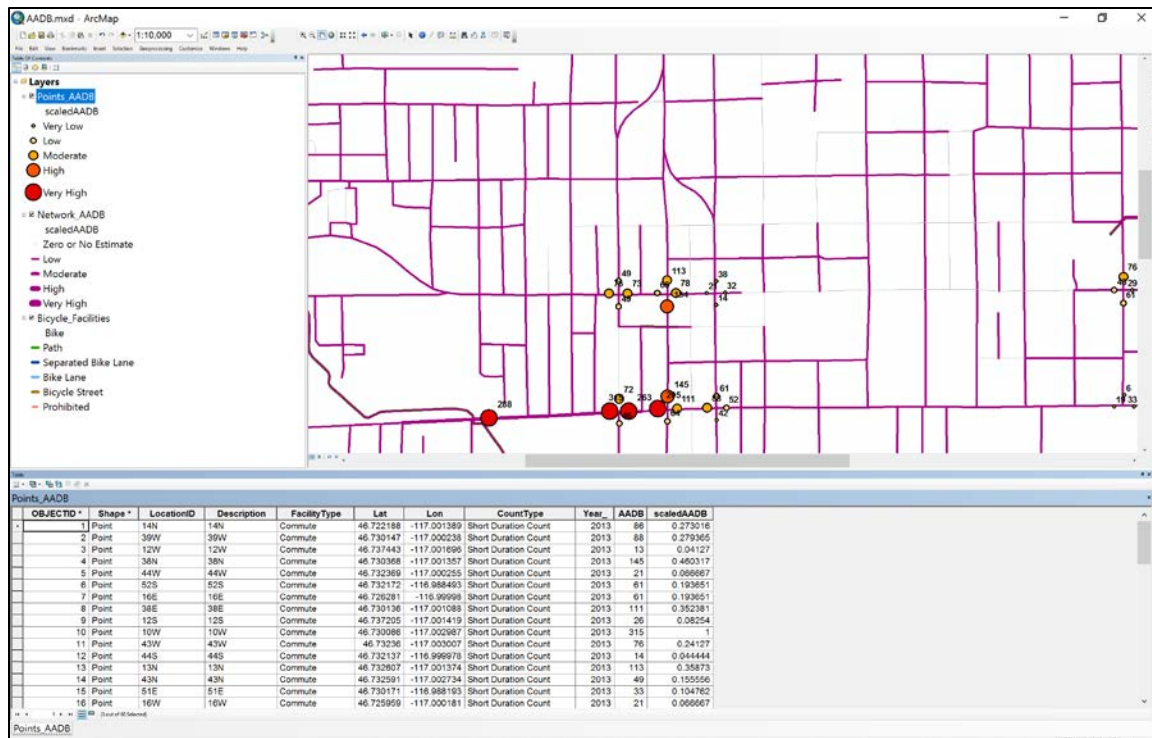 AADB.mxd - ArcMap
1:10,000
File Edit View Bookmarks Insert Selection Geoprocessing Customize Windows Help
Table Of Contents
Layers
Points_AADB
scaledAADB
Very Low
Low
Moderate
High
Very High
Network_AADB
scaledAADB
Zero or No Estimate
Low
Moderate
High
Very High
Bicycle_Facilities
Bike
Path
Separated Bike Lane
Bike Lane
Bicycle Street
Prohibited
49 113 38 76
73 78 32 29
49 14 61
72 145 61 6
288 263 111 52 19 33
42
Table
Points_AADB
OBJECTID * Shape * LocationID Description FacilityType Lat Lon CountType Year_ AADB scaledAADB
1 Point 14N 14N Commute 46.722188 -117.001389 Short Duration Count 2013 86 0.273016
2 Point 39W 39W Commute 46.730147 -117.000238 Short Duration Count 2013 88 0.279365
3 Point 12W 12W Commute 46.737443 -117.001696 Short Duration Count 2013 13 0.04127
4 Point 38N 38N Commute 46.730368 -117.001357 Short Duration Count 2013 145 0.460317
5 Point 44W 44W Commute 46.732369 -117.000255 Short Duration Count 2013 21 0.066667
6 Point 52S 52S Commute 46.732172 -116.988493 Short Duration Count 2013 61 0.193651
7 Point 16E 16E Commute 46.726281 -116.99998 Short Duration Count 2013 61 0.193651
8 Point 38E 38E Commute 46.730136 -117.001088 Short Duration Count 2013 111 0.352381
9 Point 12S 12S Commute 46.737205 -117.001419 Short Duration Count 2013 26 0.08254
10 Point 10W 10W Commute 46.730086 -117.002987 Short Duration Count 2013 315 1
11 Point 43W 43W Commute 46.73236 -117.003007 Short Duration Count 2013 76 0.24127
12 Point 44S 44S Commute 46.732137 -116.999978 Short Duration Count 2013 14 0.044444
13 Point 13N 13N Commute 46.732607 -117.001374 Short Duration Count 2013 113 0.35873
14 Point 43N 43N Commute 46.732591 -117.002734 Short Duration Count 2013 49 0.155556
15 Point 51E 51E Commute 46.730171 -116.988193 Short Duration Count 2013 33 0.104762
16 Point 16W 16W Commute 46.725959 -117.000181 Short Duration Count 2013 21 0.066667
Points_AADB